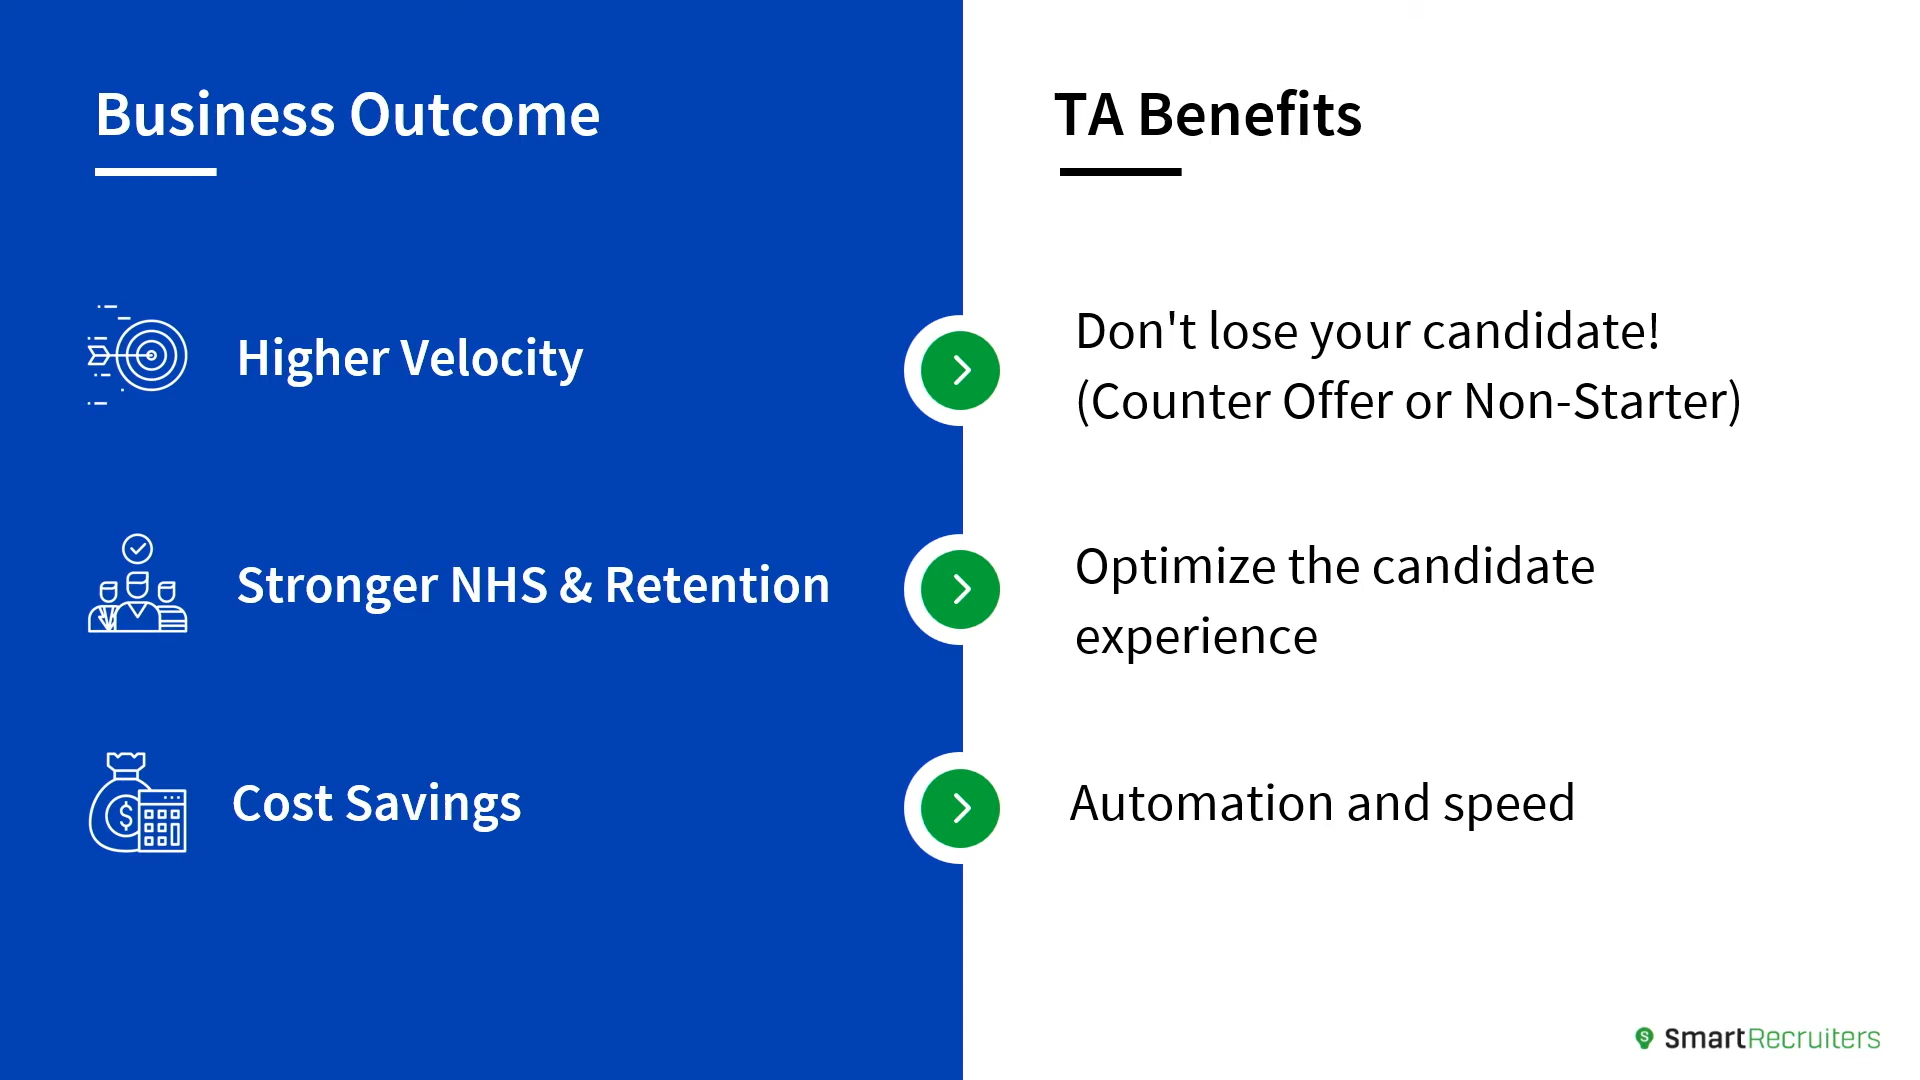 Business Outcome
TA Benefits
Higher Velocity
Don't lose your candidate!
(Counter Offer or Non-Starter)
Stronger NHS & Retention
Optimize the candidate
experience
$
Cost Savings
Automation and speed
S SmartRecruiters